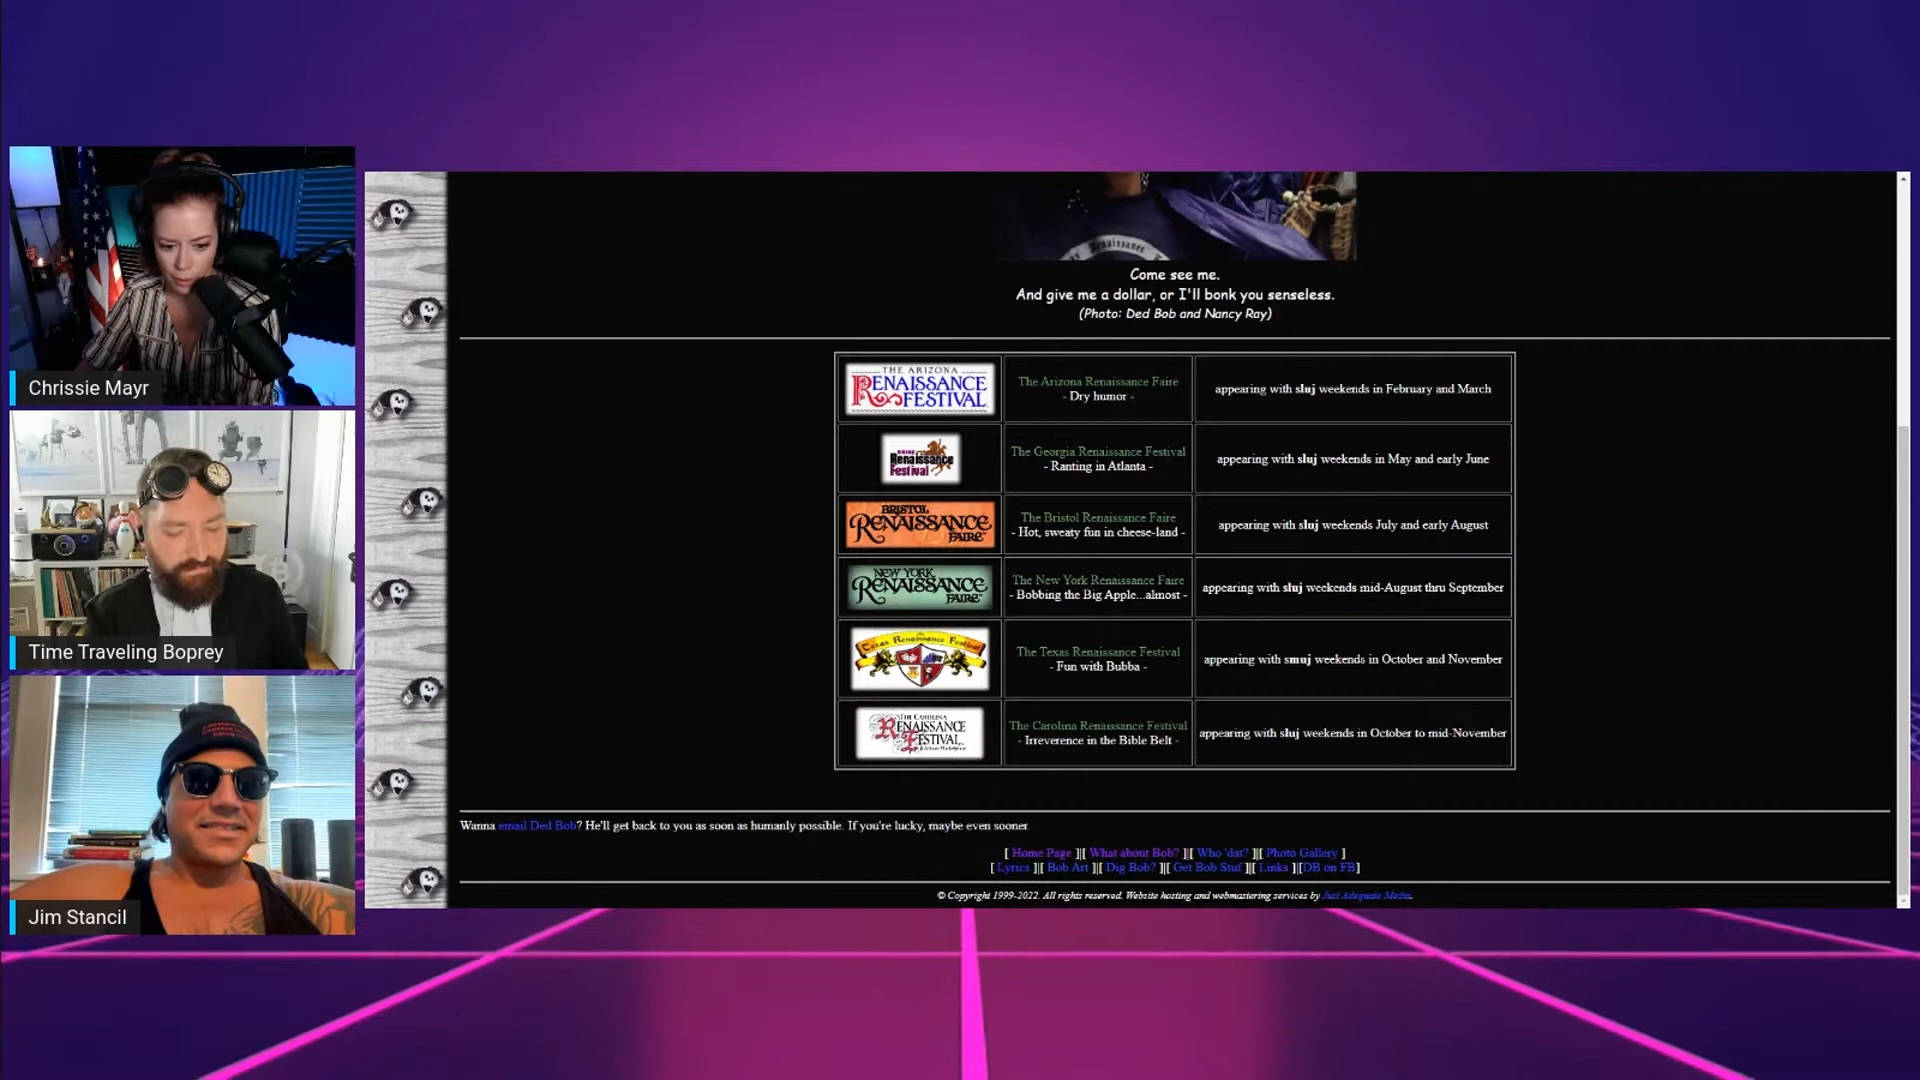 Chrissie Mayr
Time Traveling Boprey
Jim Stancil
Renaissance
Come see me.
And give me a dollar, or I'll bonk you senseless.
(Photo: Ded Bob and Nancy Ray)
THE ARIZONA
RENAISSANCE
FESTIVAL
The Arizona Renaissance Faire
- Dry humor -
appearing with sluj weekends in February and March
Renaissance
Festival
The Georgia Renaissance Festival
- Ranting in Atlanta -
appearing with sluj weekends in May and early June
BRISTOL
RENAISSANCE
FAIRE
The Bristol Renaissance Faire
- Hot, sweaty fun in cheese-land -
appearing with sluj weekends July and early August
NEW YORK
RENAISSANCE
FAIRE
The New York Renaissance Faire
- Bobbing the Big Apple...almost -
appearing with sluj weekends mid-August thru September
Texas Renaissance Festival
The Texas Renaissance Festival
- Fun with Bubba -
appearing with smuj weekends in October and November
THE CAROLINA
RENAISSANCE
FESTIVAL
The Carolina Renaissance Festival
- Irreverence in the Bible Belt -
appearing with sluj weekends in October to mid-November
Wanna email Ded Bob? He'll get back to you as soon as humanly possible. If you're lucky, maybe even sooner.
[ Home Page ][ What about Bob? ][ Who 'dat? ][ Photo Gallery ]
[ Lyrics ][ Bob Art ][ Dig Bob? ][ Get Bob Stuf ][ Links ][DB on FB]
© Copyright 1999-2022. All rights reserved. Website hosting and webmastering services by Just Adequate Media.